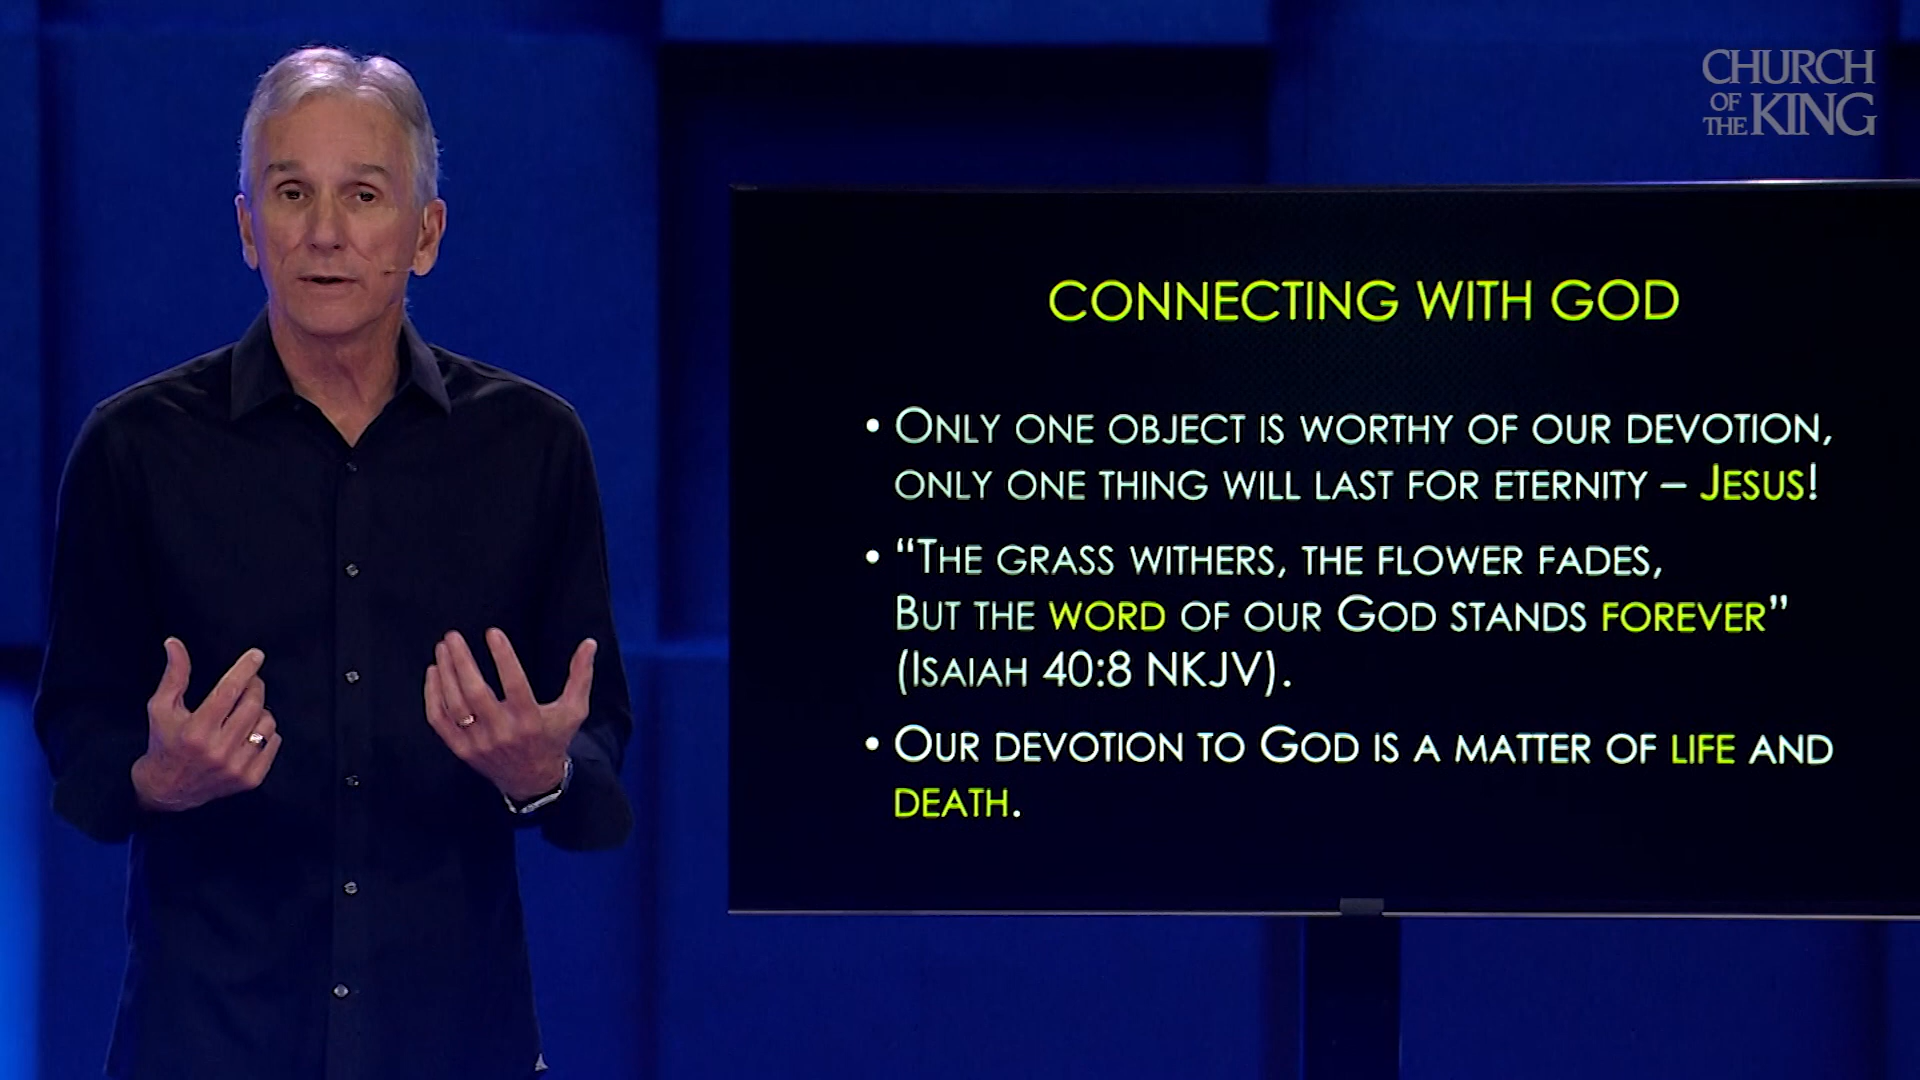 CHURCH
OF
THE KING
CONNECTING WITH GOD
• ONLY ONE OBJECT IS WORTHY OF OUR DEVOTION,
ONLY ONE THING WILL LAST FOR ETERNITY – JESUS!
• “THE GRASS WITHERS, THE FLOWER FADES,
BUT THE WORD OF OUR GOD STANDS FOREVER”
(ISAIAH 40:8 NKJV).
• OUR DEVOTION TO GOD IS A MATTER OF LIFE AND
DEATH.